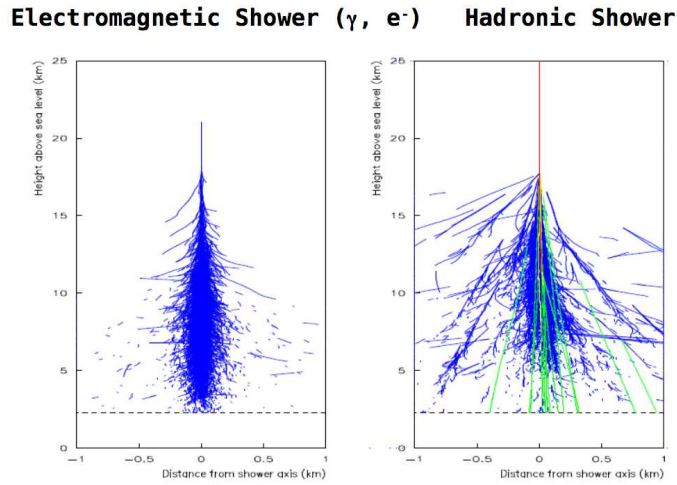 Electromagnetic Shower (γ, e-) Hadronic Shower
Height above sea level (km)
25
20
15
10
5
0
-1 -0.5 0 0.5 1
Distance from shower axis (km)
Height above sea level (km)
25
20
15
10
5
0
-1 -0.5 0 0.5 1
Distance from shower axis (km)